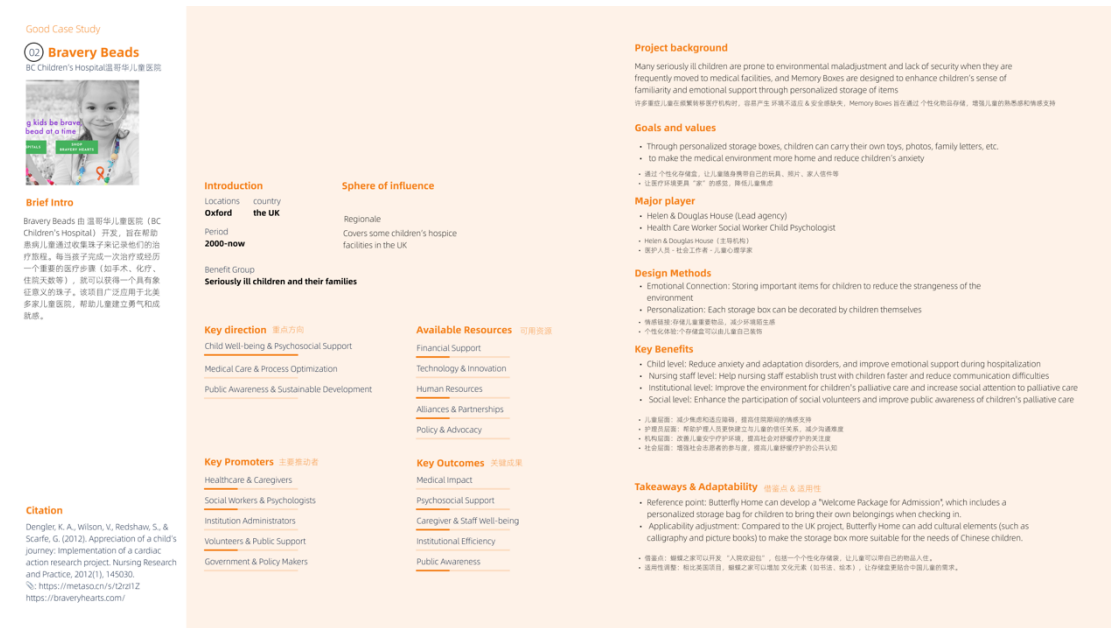 Good Case Study
02 Bravery Beads
BC Children's Hospital温哥华儿童医院
g kids be brave
bead at a time !
SHOP
BRAVERY HEARTS
Brief Intro
Bravery Beads 由 温哥华儿童医院（BC
Children's Hospital） 开发，旨在帮助
患病儿童通过收集珠子来记录他们的治
疗旅程。每当孩子完成一次治疗或经历
一个重要的医疗步骤（如手术、化疗、
住院天数等），就可以获得一个具有象
征意义的珠子。该项目广泛应用于北美
多家儿童医院，帮助儿童建立勇气和成
就感。
Citation
Dengler, K. A., Wilson, V., Redshaw, S., &
Scarfe, G. (2012). Appreciation of a child's
journey: Implementation of a cardiac
action research project. Nursing Research
and Practice, 2012(1), 145030.
: https://metaso.cn/s/t2rzI1Z
https://braveryhearts.com/
Introduction
Locations country
Oxford the UK
Period
2000-now
Benefit Group
Seriously ill children and their families
Sphere of influence
Regionale
Covers some children's hospice
facilities in the UK
Key direction 重点方向
Child Well-being & Psychosocial Support
Medical Care & Process Optimization
Public Awareness & Sustainable Development
Available Resources 可用资源
Financial Support
Technology & Innovation
Human Resources
Alliances & Partnerships
Policy & Advocacy
Key Promoters 主要推动者
Healthcare & Caregivers
Social Workers & Psychologists
Institution Administrators
Volunteers & Public Support
Government & Policy Makers
Key Outcomes 关键成果
Medical Impact
Psychosocial Support
Caregiver & Staff Well-being
Institutional Efficiency
Public Awareness
Project background
Many seriously ill children are prone to environmental maladjustment and lack of security when they are
frequently moved to medical facilities, and Memory Boxes are designed to enhance children's sense of
familiarity and emotional support through personalized storage of items
许多重症儿童在频繁转移医疗机构时，容易产生 环境不适应 & 安全感缺失，Memory Boxes 旨在通过 个性化物品存储，增强儿童的熟悉感和情感支持
Goals and values
• Through personalized storage boxes, children can carry their own toys, photos, family letters, etc.
• to make the medical environment more home and reduce children's anxiety
• 通过 个性化存储盒，让儿童随身携带自己的玩具、照片、家人信件等
• 让医疗环境更具“家”的感觉，降低儿童焦虑
Major player
• Helen & Douglas House (Lead agency)
• Health Care Worker Social Worker Child Psychologist
• Helen & Douglas House（主导机构）
• 医护人员 - 社会工作者 - 儿童心理学家
Design Methods
• Emotional Connection: Storing important items for children to reduce the strangeness of the
environment
• Personalization: Each storage box can be decorated by children themselves
• 情感链接:存储儿童重要物品，减少环境陌生感
• 个性化体验:个存储盒可以由儿童自己装饰
Key Benefits
• Child level: Reduce anxiety and adaptation disorders, and improve emotional support during hospitalization
• Nursing staff level: Help nursing staff establish trust with children faster and reduce communication difficulties
• Institutional level: improve the environment for children's palliative care and increase social attention to palliative care
• Social level: Enhance the participation of social volunteers and improve public awareness of children's palliative care
• 儿童层面：减少焦虑和适应障碍，提高住院期间的情感支持
• 护理员层面：帮助护理人员更快建立与儿童的信任关系，减少沟通难度
• 机构层面：改善儿童安宁疗护环境，提高社会对舒缓疗护的关注度
• 社会层面：增强社会志愿者的参与度，提高儿童舒缓疗护的公共认知
Takeaways & Adaptability 借鉴点 & 适用性
• Reference point: Butterfly Home can develop a "Welcome Package for Admission", which includes a
personalized storage bag for children to bring their own belongings when checking in.
• Applicability adjustment: Compared to the UK project, Butterfly Home can add cultural elements (such as
calligraphy and picture books) to make the storage box more suitable for the needs of Chinese children.
• 借鉴点：蝴蝶之家可以开发 “入院欢迎包”，包括一个个性化存储袋，让儿童可以带自己的物品入住。
• 适用性调整：相比英国项目，蝴蝶之家可以增加 文化元素（如书法、绘本），让存储盒更贴合中国儿童的需求。